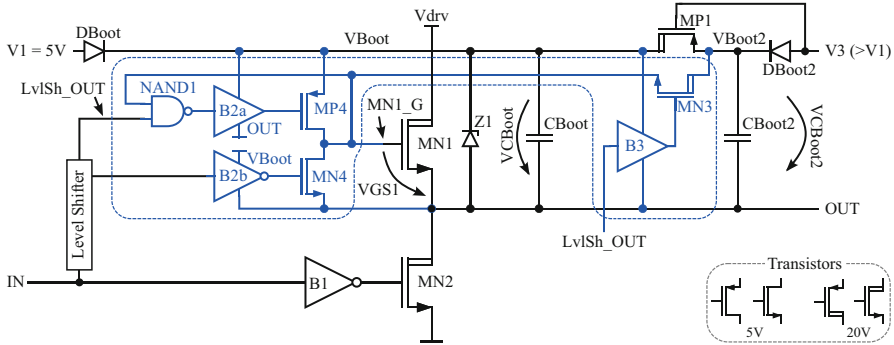 Vdrv
DBoot
MP1
V1 = 5V
VBoot
VBoot2
V3 (>V1)
DBoot2
LvlSh_OUT
NAND1
B2a
MP4
MN1_G
MN3
OUT
MN1
Z1
VCBoot
CBoot
B3
CBoot2
VCBoot2
VBoot
B2b
MN4
VGS1
Level Shifter
OUT
LvlSh_OUT
IN
B1
MN2
Transistors
5V
20V